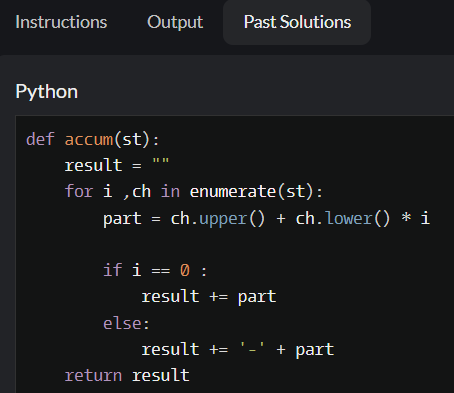 Instructions Output Past Solutions
Python
def accum(st):
    result = ""
    for i ,ch in enumerate(st):
        part = ch.upper() + ch.lower() * i

        if i == 0 :
            result += part
        else:
            result += '-' + part
    return result